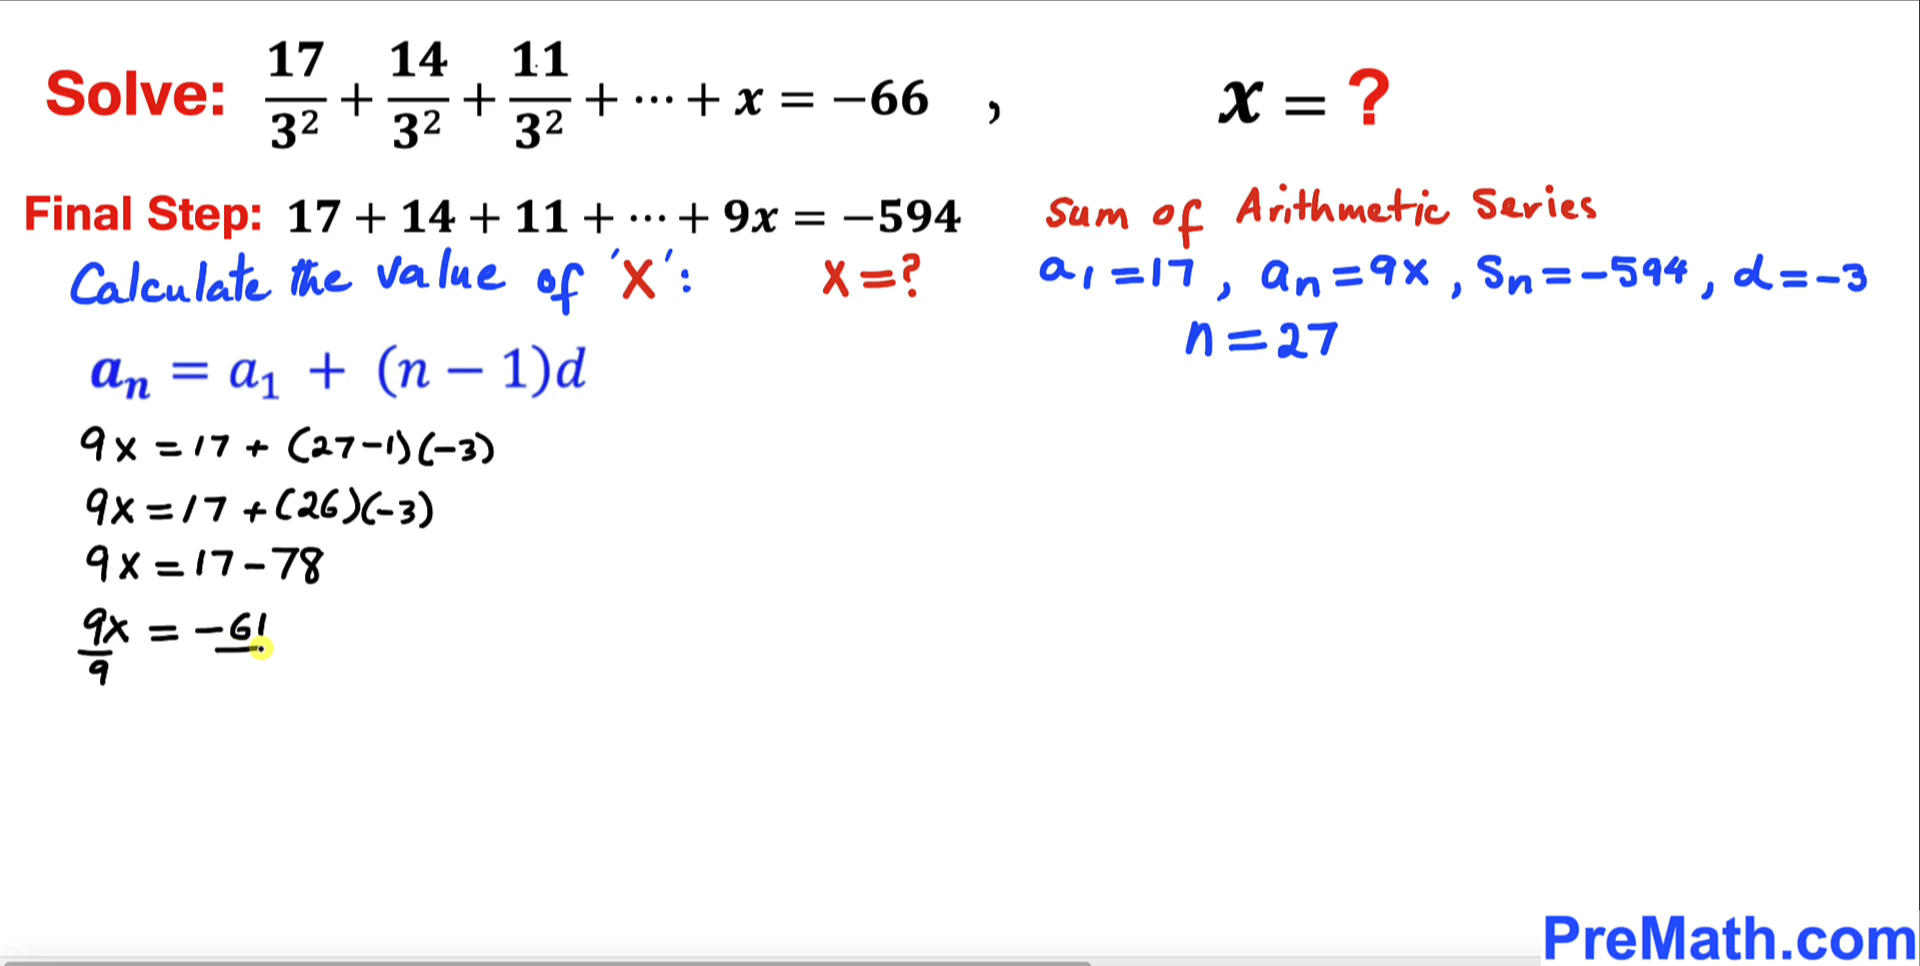 Solve: 17/3² + 14/3² + 11/3² + ⋯ + x = −66 , x = ?
Final Step: 17 + 14 + 11 + ⋯ + 9x = −594
Sum of Arithmetic Series
Calculate the value of 'X': X=?
a₁=17, aₙ=9x, Sₙ=-594, d=-3
n=27
aₙ = a₁ + (n − 1)d
9x = 17 + (27-1)(-3)
9x = 17 + (26)(-3)
9x = 17 - 78
9x/9 = -61
PreMath.com